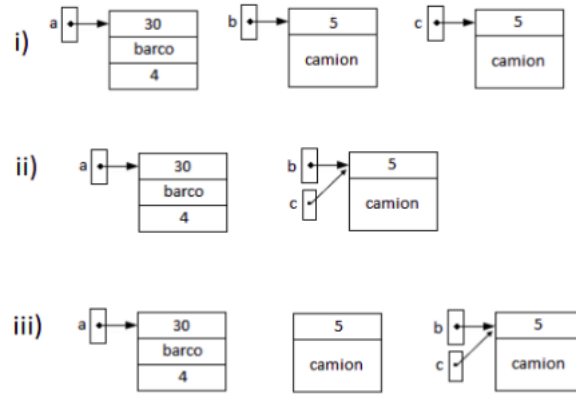 i)
a 30 b 5 c 5
barco camion camion
4
ii)
a 30 b 5
barco c camion
4
iii)
a 30 5 b 5
barco camion c camion
4